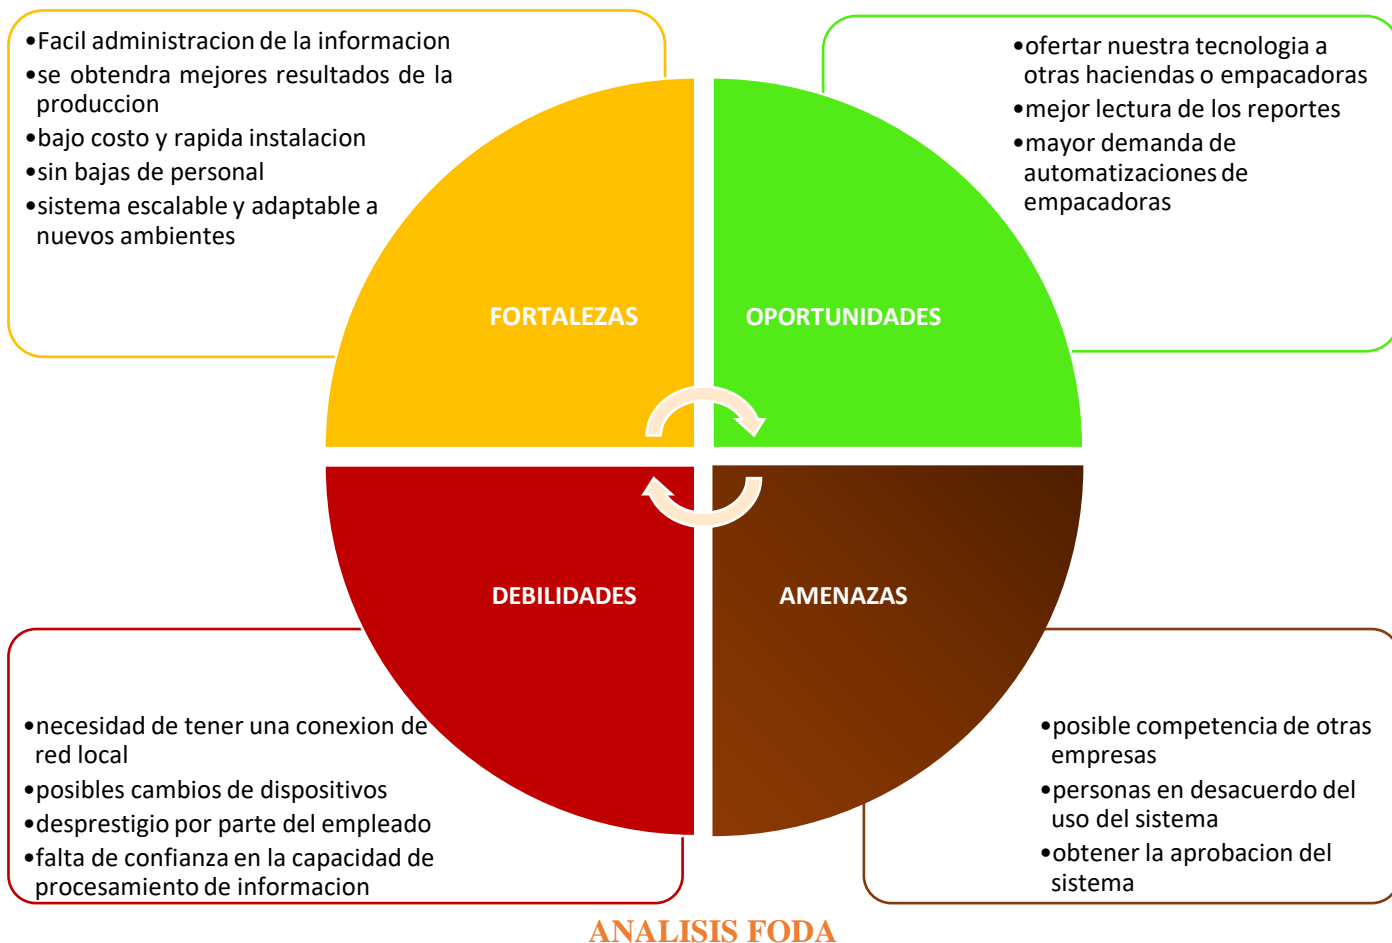 •Facil administracion de la informacion
•se obtendra mejores resultados de la
produccion
•bajo costo y rapida instalacion
•sin bajas de personal
•sistema escalable y adaptable a
nuevos ambientes
•ofertar nuestra tecnologia a
otras haciendas o empacadoras
•mejor lectura de los reportes
•mayor demanda de
automatizaciones de
empacadoras
FORTALEZAS
OPORTUNIDADES
DEBILIDADES
AMENAZAS
•necesidad de tener una conexion de
red local
•posibles cambios de dispositivos
•desprestigio por parte del empleado
•falta de confianza en la capacidad de
procesamiento de informacion
•posible competencia de otras
empresas
•personas en desacuerdo del
uso del sistema
•obtener la aprobacion del
sistema
ANALISIS FODA